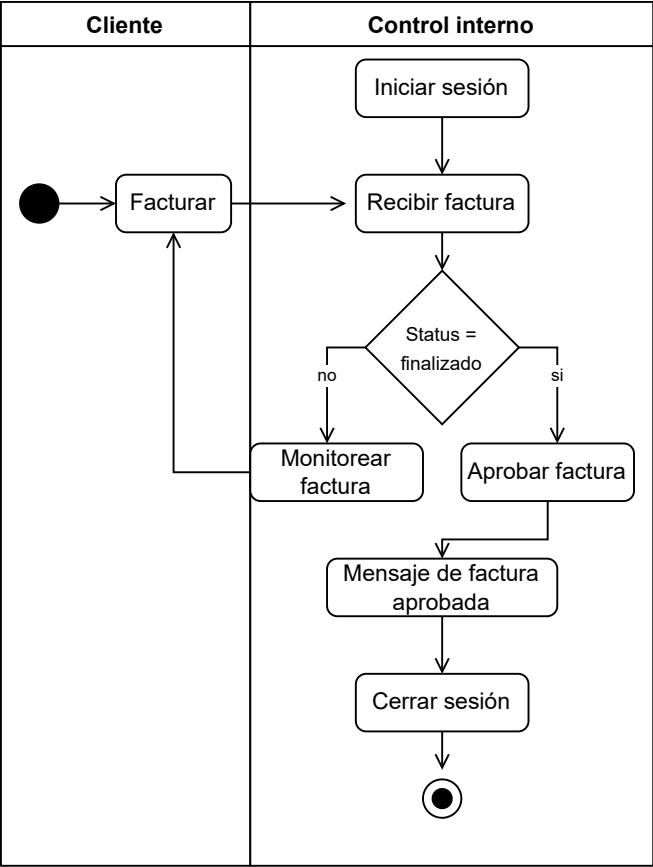 Cliente
Control interno
Iniciar sesión
Facturar
Recibir factura
Status =
finalizado
no
si
Monitorear
factura
Aprobar factura
Mensaje de factura
aprobada
Cerrar sesión